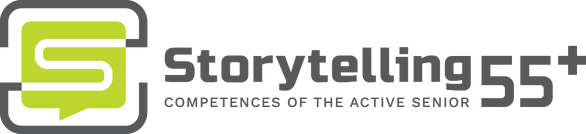 Storytelling 55+
COMPETENCES OF THE ACTIVE SENIOR